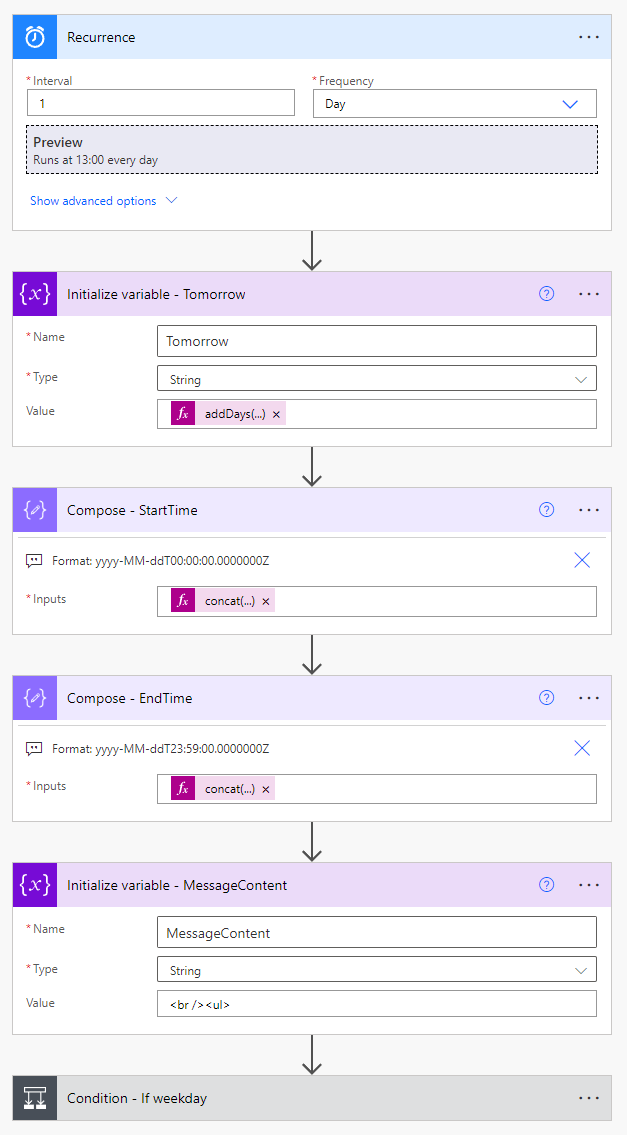 Recurrence
* Interval
* Frequency
1
Day
Preview
Runs at 13:00 every day
Show advanced options
{x} Initialize variable - Tomorrow ?
* Name Tomorrow
* Type String
Value fx addDays(...) ×
Compose - StartTime ?
Format: yyyy-MM-ddT00:00:00.0000000Z
* Inputs fx concat(...) ×
Compose - EndTime ?
Format: yyyy-MM-ddT23:59:00.0000000Z
* Inputs fx concat(...) ×
{x} Initialize variable - MessageContent ?
* Name MessageContent
* Type String
Value <br /><ul>
Condition - If weekday